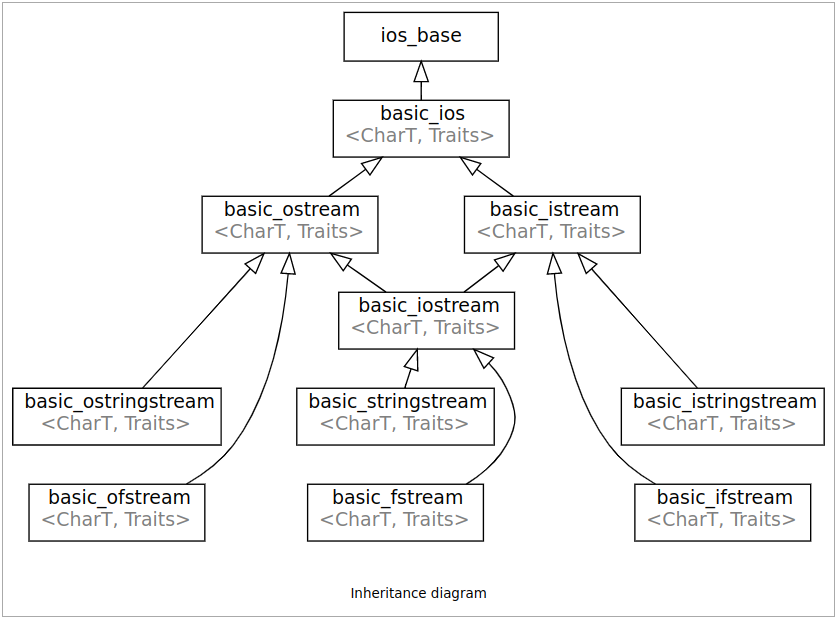 ios_base
basic_ios
<CharT, Traits>
basic_ostream
<CharT, Traits>
basic_istream
<CharT, Traits>
basic_iostream
<CharT, Traits>
basic_ostringstream
<CharT, Traits>
basic_stringstream
<CharT, Traits>
basic_istringstream
<CharT, Traits>
basic_ofstream
<CharT, Traits>
basic_fstream
<CharT, Traits>
basic_ifstream
<CharT, Traits>
Inheritance diagram